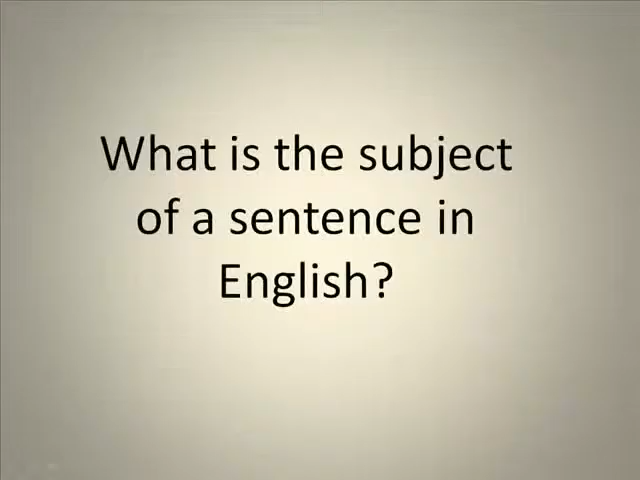 What is the subject
of a sentence in
English?